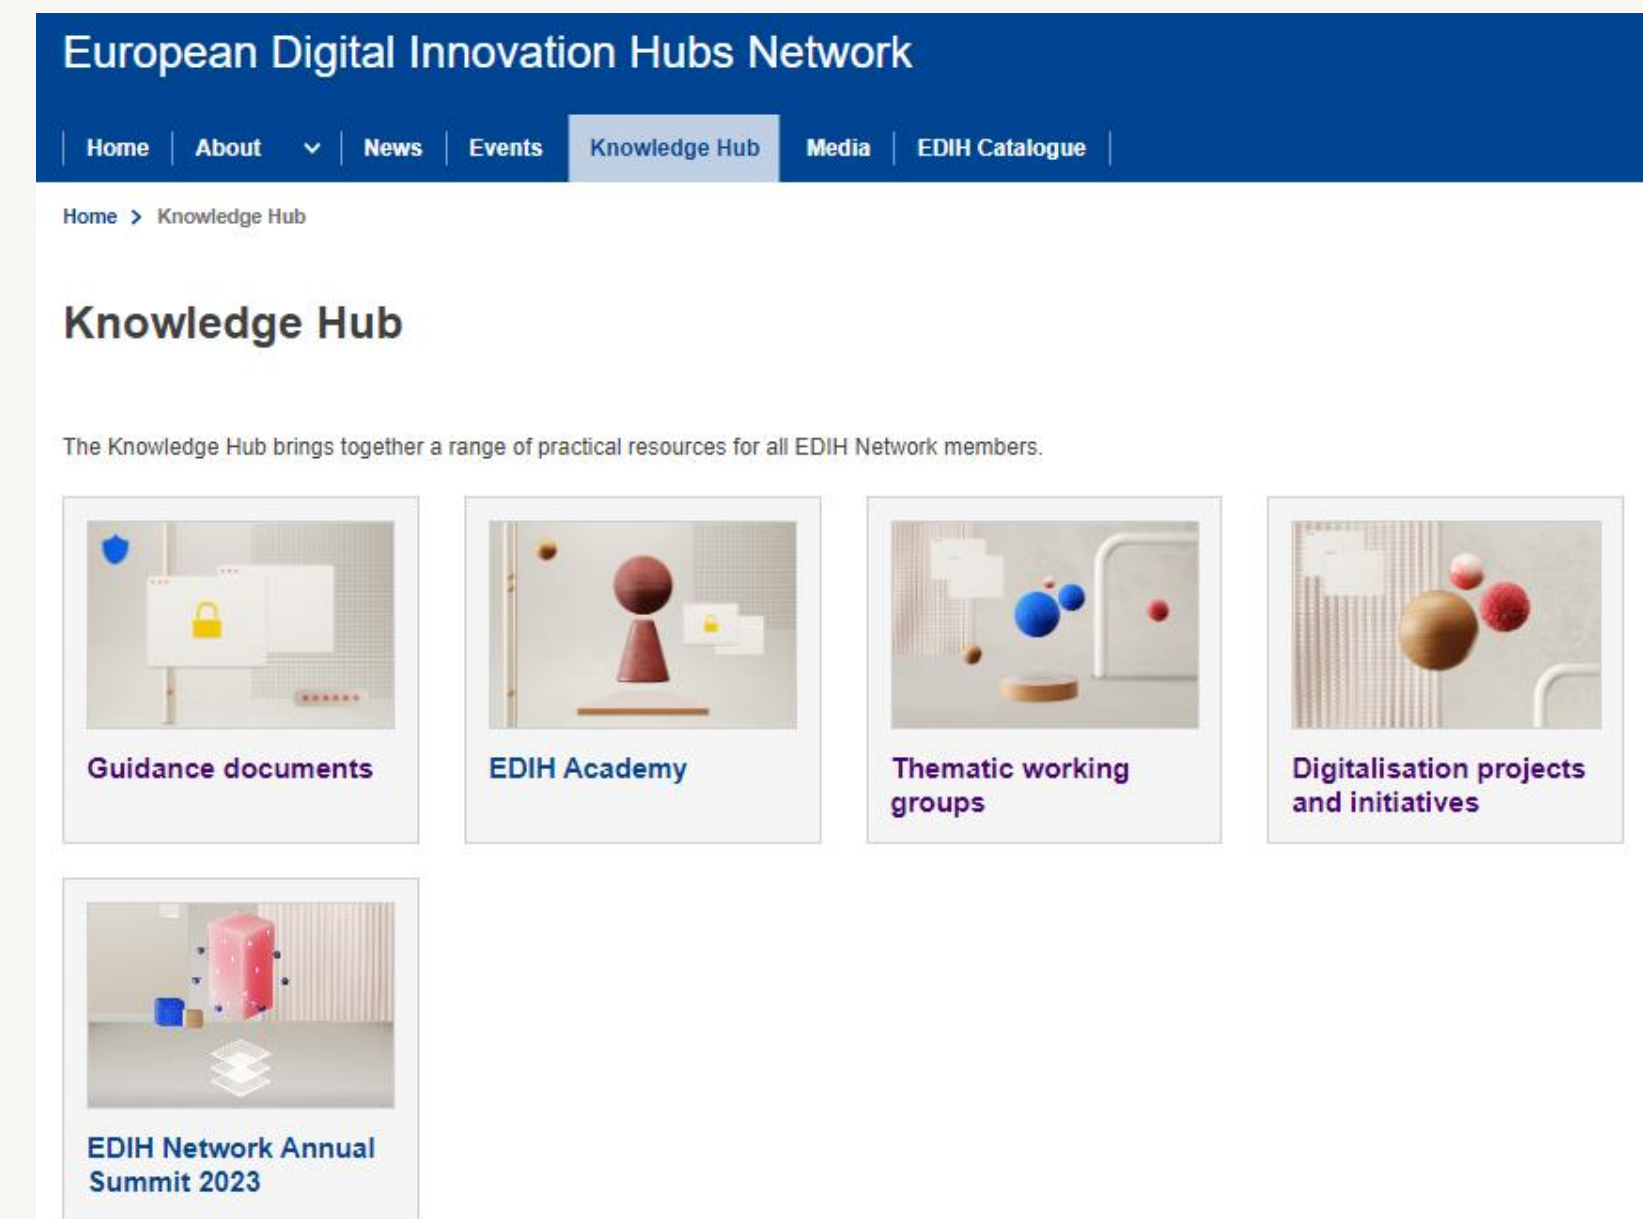 European Digital Innovation Hubs Network
Home About News Events Knowledge Hub Media EDIH Catalogue
Home > Knowledge Hub
Knowledge Hub
The Knowledge Hub brings together a range of practical resources for all EDIH Network members.
Guidance documents
EDIH Academy
Thematic working
groups
Digitalisation projects
and initiatives
EDIH Network Annual
Summit 2023